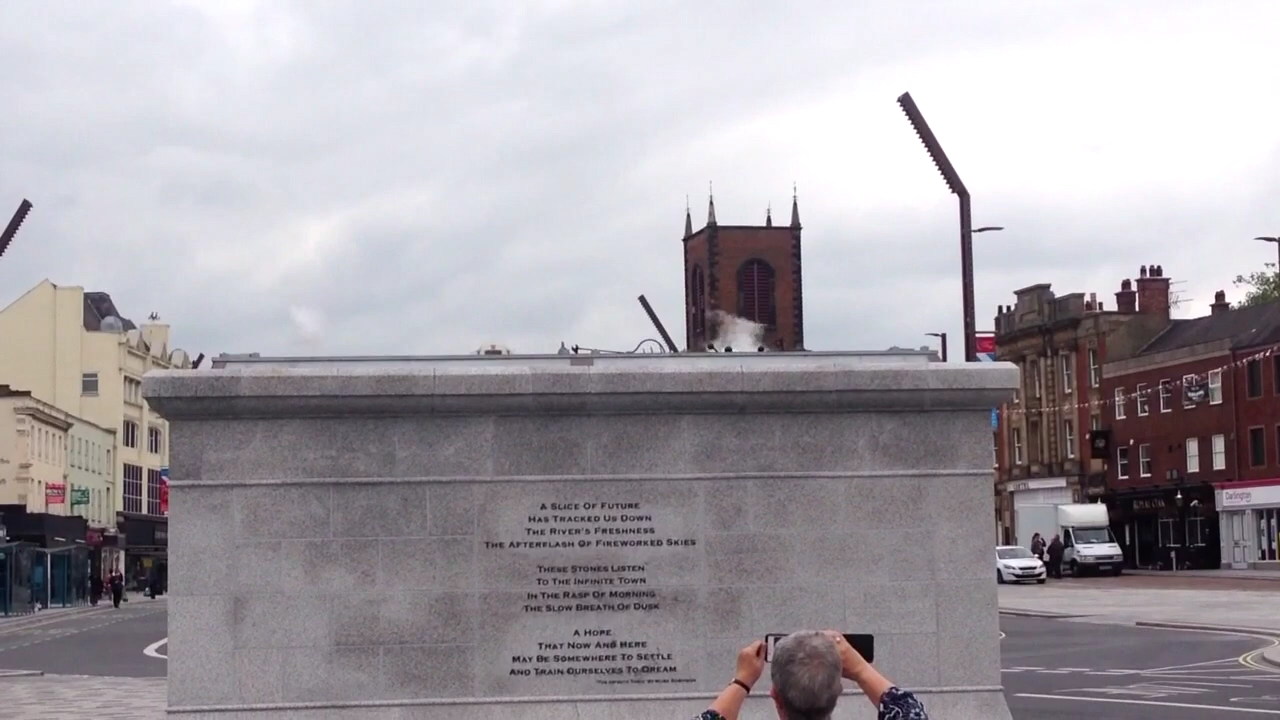 A SLICE OF FUTURE
HAS TRACKED US DOWN
THE RIVER'S FRESHNESS
THE AFTERFLASH OF FIREWORKED SKIES
THESE STONES LISTEN
TO THE INFINITE TOWN
IN THE RASP OF MORNING
THE SLOW BREATH OF DUSK
A HOPE
THAT NOW AND HERE
MAY BE SOMEWHERE TO SETTLE
AND TRAIN OURSELVES TO DREAM
ROYAL OAK
Darlington